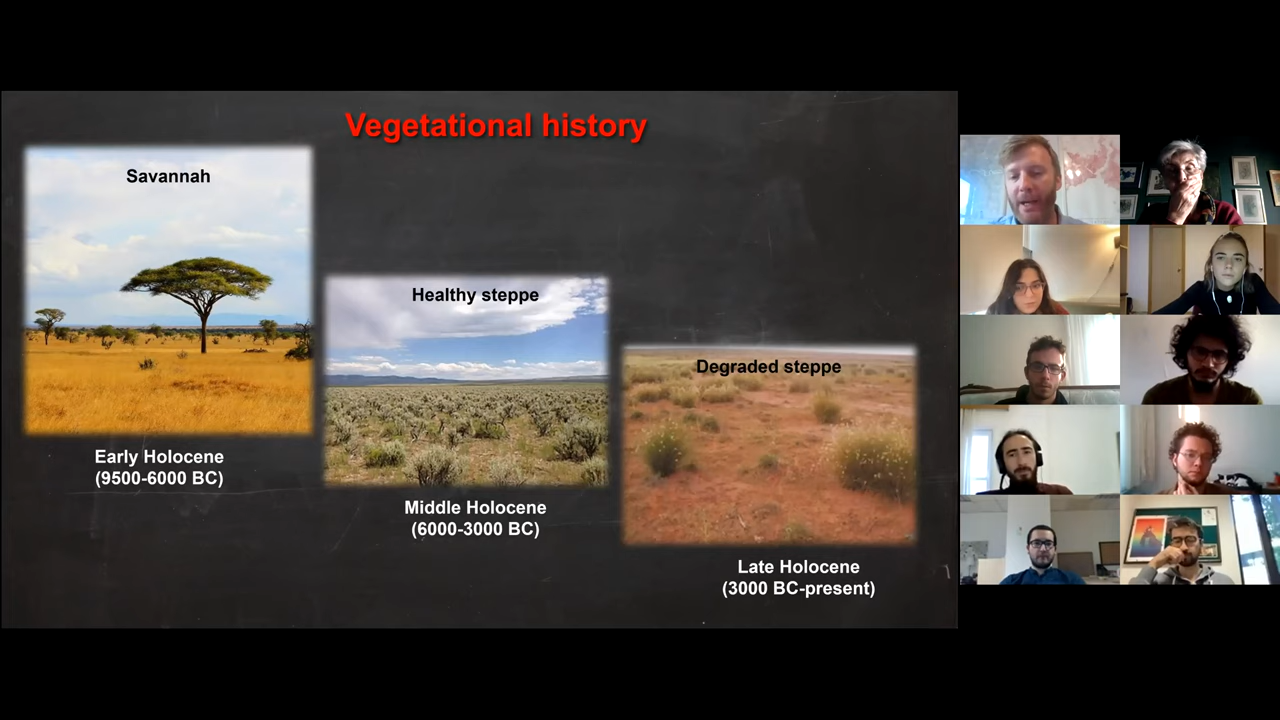 Vegetational history
Savannah
Early Holocene
(9500-6000 BC)
Healthy steppe
Middle Holocene
(6000-3000 BC)
Degraded steppe
Late Holocene
(3000 BC-present)